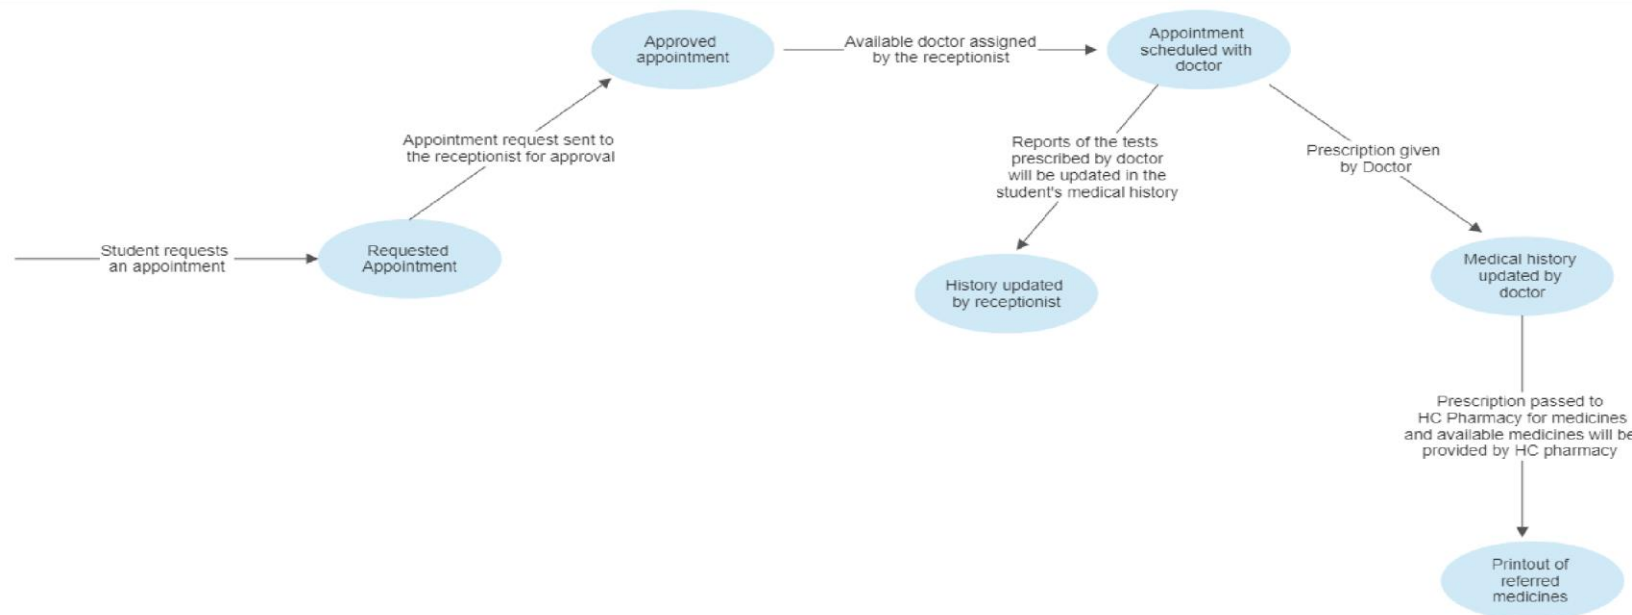 Approved
appointment
Available doctor assigned
by the receptionist
Appointment
scheduled with
doctor
Appointment request sent to
the receptionist for approval
Reports of the tests
prescribed by doctor
will be updated in the
student's medical history
Prescription given
by Doctor
Student requests
an appointment
Requested
Appointment
History updated
by receptionist
Medical history
updated by
doctor
Prescription passed to
HC Pharmacy for medicines
and available medicines will be
provided by HC pharmacy
Printout of
referred
medicines